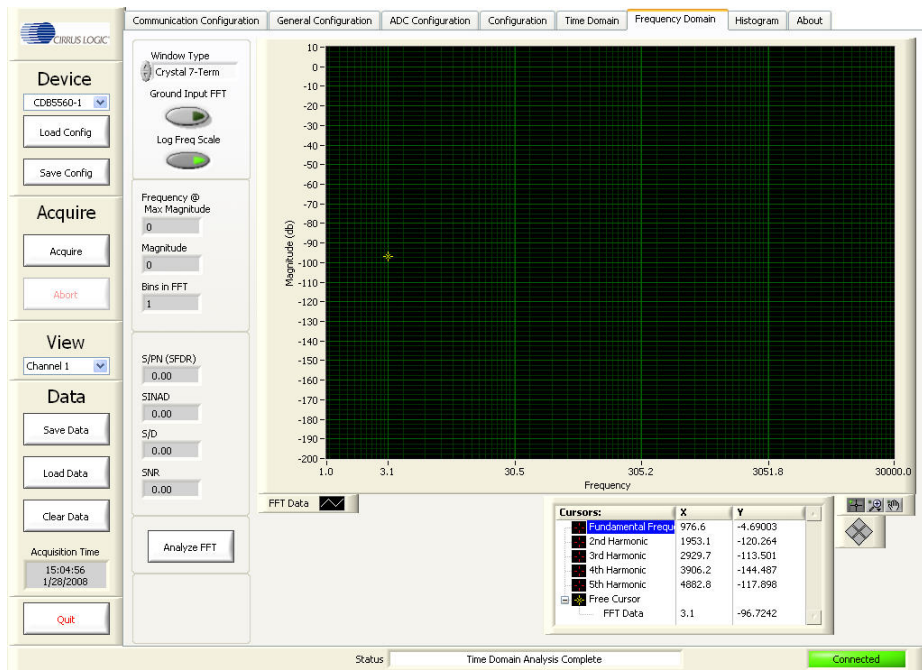 CIRRUS LOGIC
Device
CDB5560-1
Load Config
Save Config
Acquire
Acquire
Abort
View
Channel 1
Data
Save Data
Load Data
Clear Data
Acquisition Time
15:04:56
1/28/2008
Quit
Communication Configuration General Configuration ADC Configuration Configuration Time Domain Frequency Domain Histogram About
Window Type
Crystal 7-Term
Ground Input FFT
Log Freq Scale
Frequency @
Max Magnitude
0
Magnitude
0
Bins in FFT
1
S/PN (SFDR)
0.00
SINAD
0.00
S/D
0.00
SNR
0.00
Analyze FFT
Magnitude (db)
10
0
-10
-20
-30
-40
-50
-60
-70
-80
-90
-100
-110
-120
-130
-140
-150
-160
-170
-180
-190
-200
1.0 3.1 30.5 305.2 3051.8 30000.0
Frequency
FFT Data
Cursors: X Y
Fundamental Frequ 976.6 -4.69003
2nd Harmonic 1953.1 -120.264
3rd Harmonic 2929.7 -113.501
4th Harmonic 3906.2 -144.487
5th Harmonic 4882.8 -117.898
Free Cursor
FFT Data 3.1 -96.7242
Status Time Domain Analysis Complete Connected